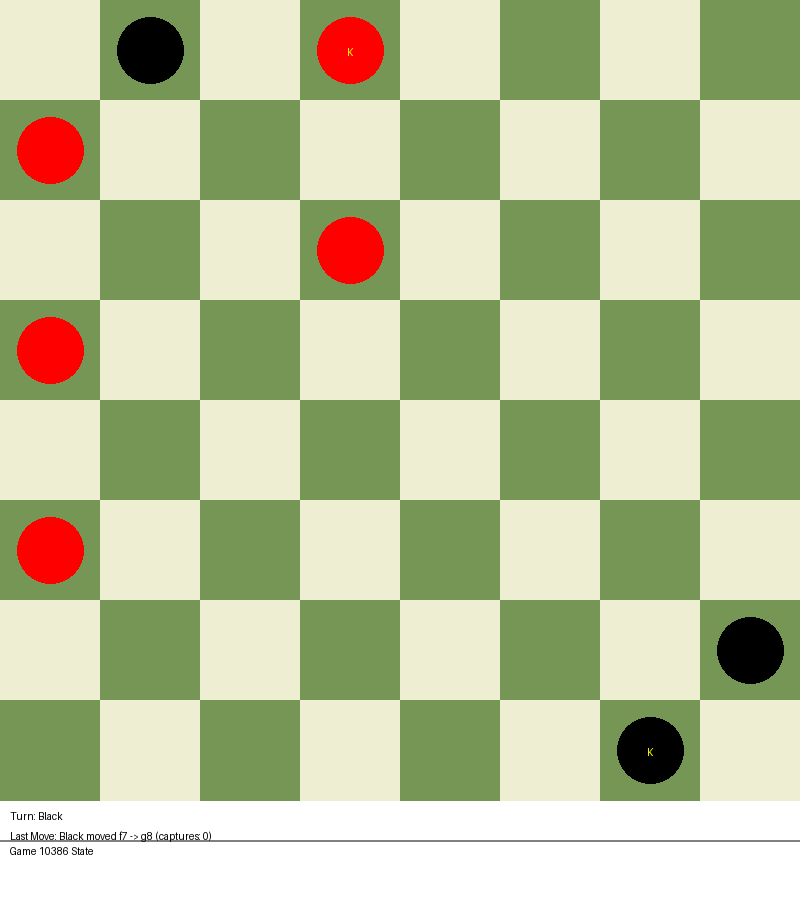 K
K
Turn: Black
Last Move: Black moved f7 -> g8 (captures: 0)
Game 10386 State